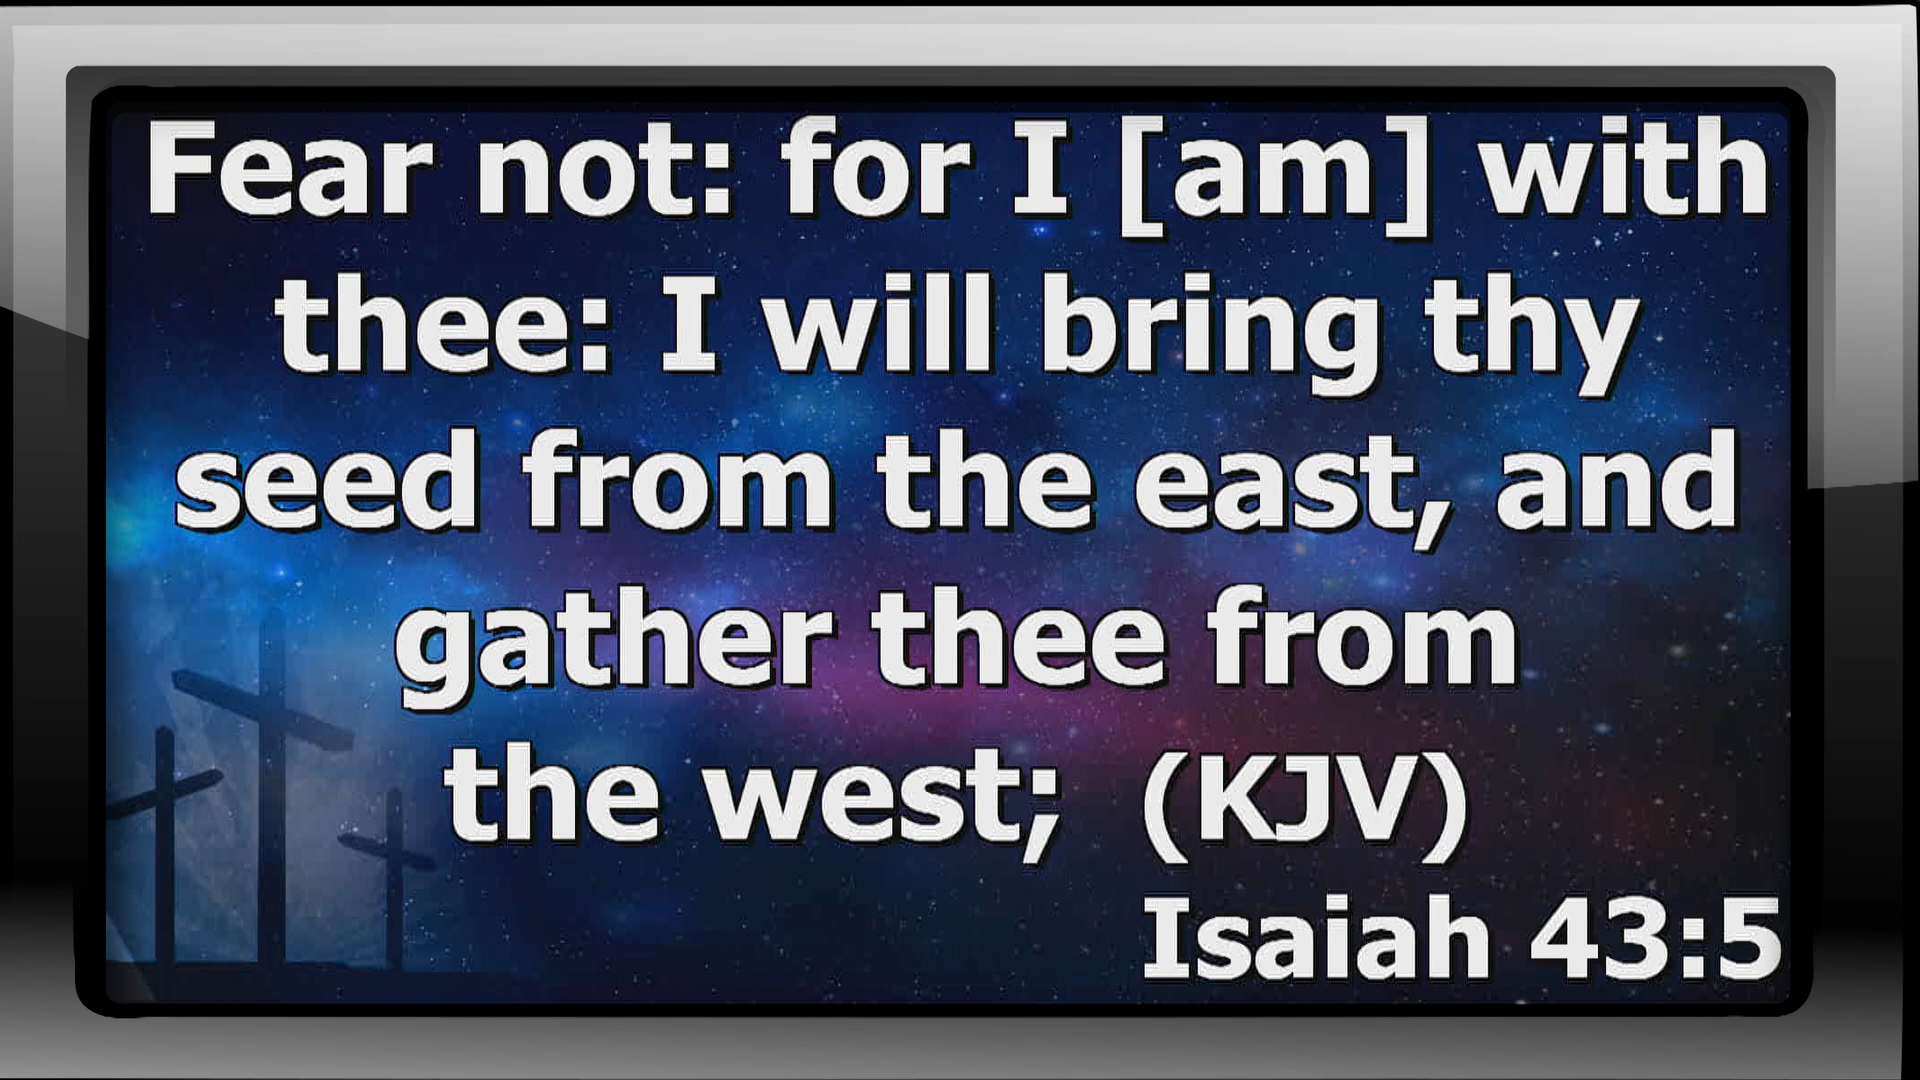 Fear not: for I [am] with
thee: I will bring thy
seed from the east, and
gather thee from
the west;  (KJV)
Isaiah 43:5